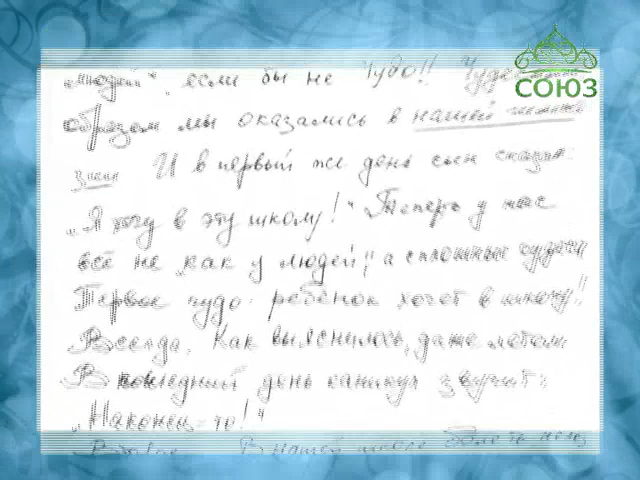 СОЮЗ
людей", если бы не Чудо!! Чудесным
образом мы оказались в нашей
И в первый же день сын сказал:
„Я хочу в эту школу!" Теперь у нас
всё не „как у людей", а сплошные чудеса
Первое чудо: ребёнок хочет в школу!!
Всегда. Как выяснилось, даже летом
В последний день каникул звучит:
„Наконец-то!"
В нашей школе